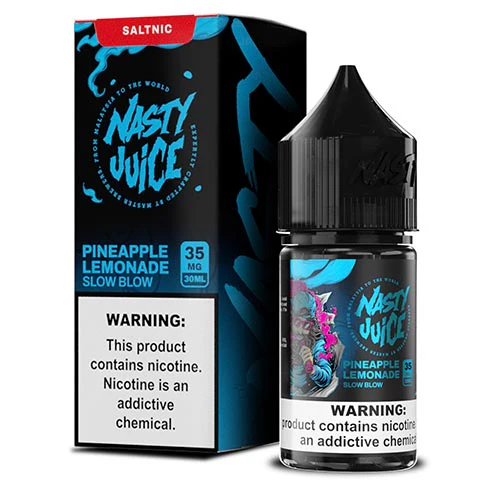 SALTNIC
FROM MALAYSIA TO THE WORLD
NASTY
JUICE
EXPERTLY CRAFTED BY MASTER BREWERS
PINEAPPLE
LEMONADE
SLOW BLOW
35
MG
30ML
WARNING:
This product
contains nicotine.
Nicotine is an
addictive
chemical.
NASTY
NASTY
JUICE
PINEAPPLE
LEMONADE
SLOW BLOW
35
WARNING:
product contains nicotine.
an addictive chemical